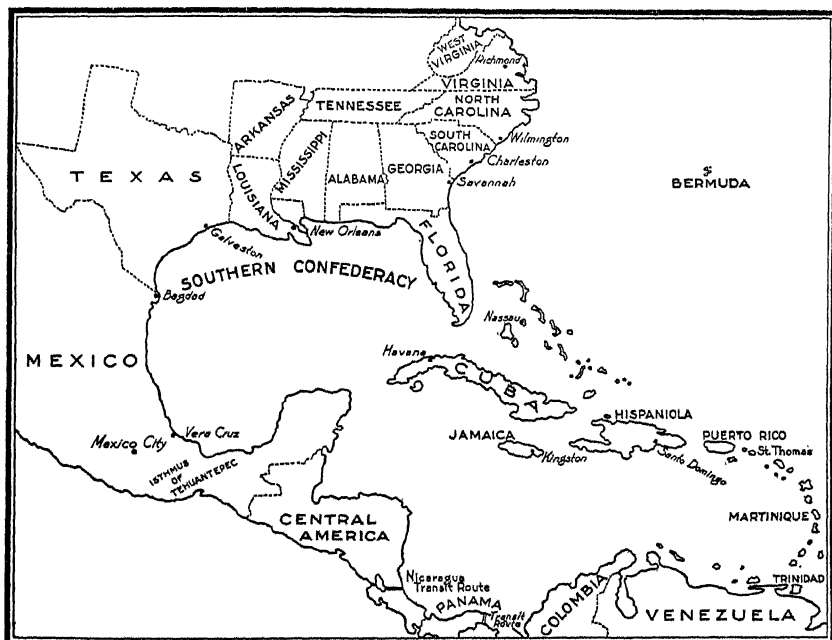 WEST
VIRGINIA
Richmond
VIRGINIA
NORTH
CAROLINA
TENNESSEE
ARKANSAS
SOUTH
CAROLINA
Wilmington
Charleston
MISSISSIPPI
ALABAMA
GEORGIA
Savannah
BERMUDA
TEXAS
LOUISIANA
New Orleans
Galveston
FLORIDA
SOUTHERN CONFEDERACY
Bagdad
Nassau
MEXICO
Havana
CUBA
HISPANIOLA
Vera Cruz
Mexico City
JAMAICA
Kingston
Santo Domingo
PUERTO RICO
St. Thomas
ISTHMUS
OF
TEHUANTEPEC
MARTINIQUE
CENTRAL
AMERICA
Nicaragua
Transit Route
PANAMA
Transit
Route
COLOMBIA
TRINIDAD
VENEZUELA